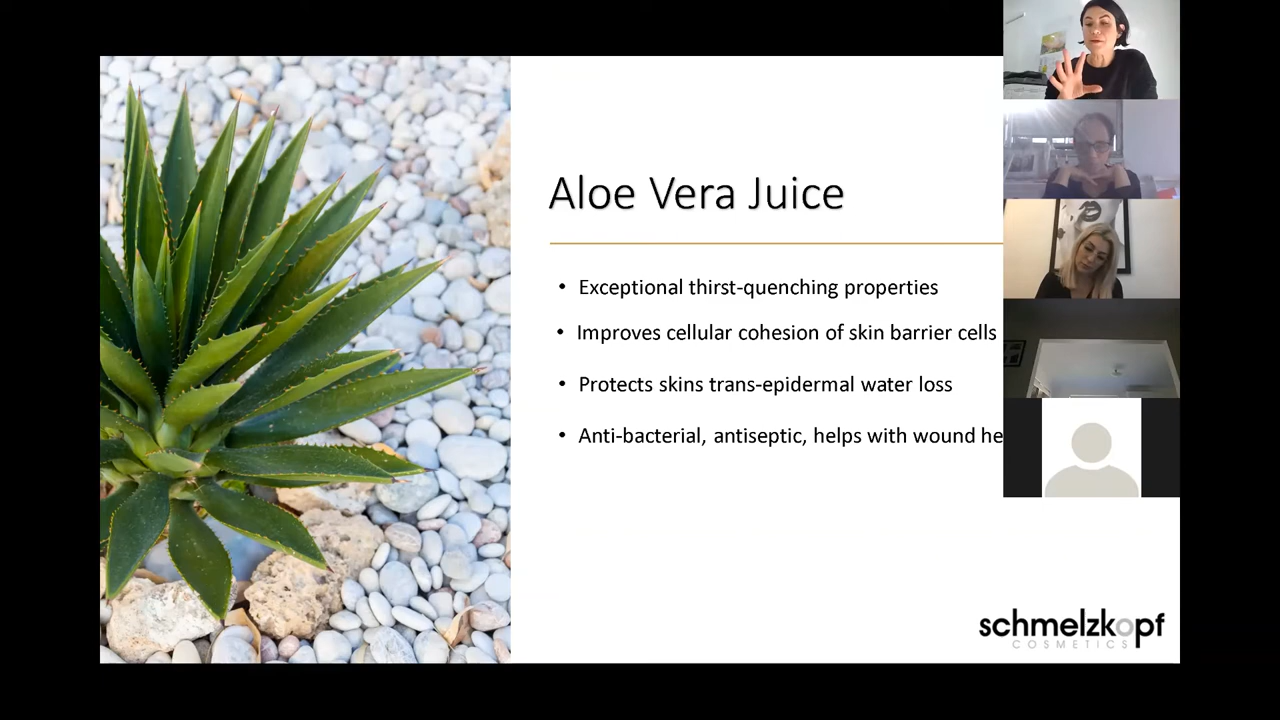 Aloe Vera Juice
• Exceptional thirst-quenching properties
• Improves cellular cohesion of skin barrier cells
• Protects skins trans-epidermal water loss
• Anti-bacterial, antiseptic, helps with wound he
schmelzkopf
COSMETICS